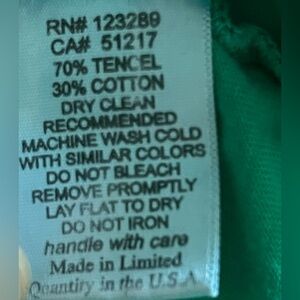 RN# 123289
CA# 51217
70% TENCEL
30% COTTON
DRY CLEAN
RECOMMENDED
MACHINE WASH COLD
WITH SIMILAR COLORS
DO NOT BLEACH
REMOVE PROMPTLY
LAY FLAT TO DRY
DO NOT IRON
handle with care
Made in Limited
Quantity in the U.S.A